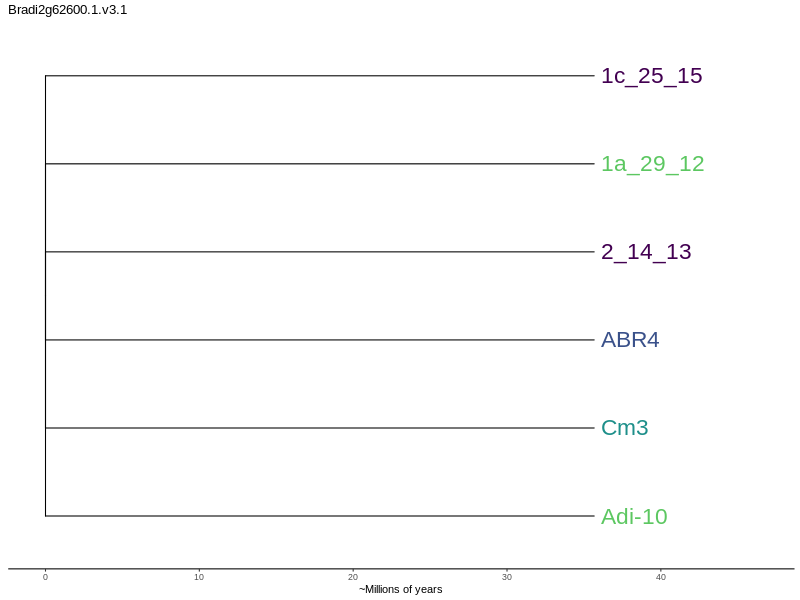 Bradi2g62600.1.v3.1
1c_25_15
1a_29_12
2_14_13
ABR4
Cm3
Adi-10
0 10 20 30 40
~Millions of years